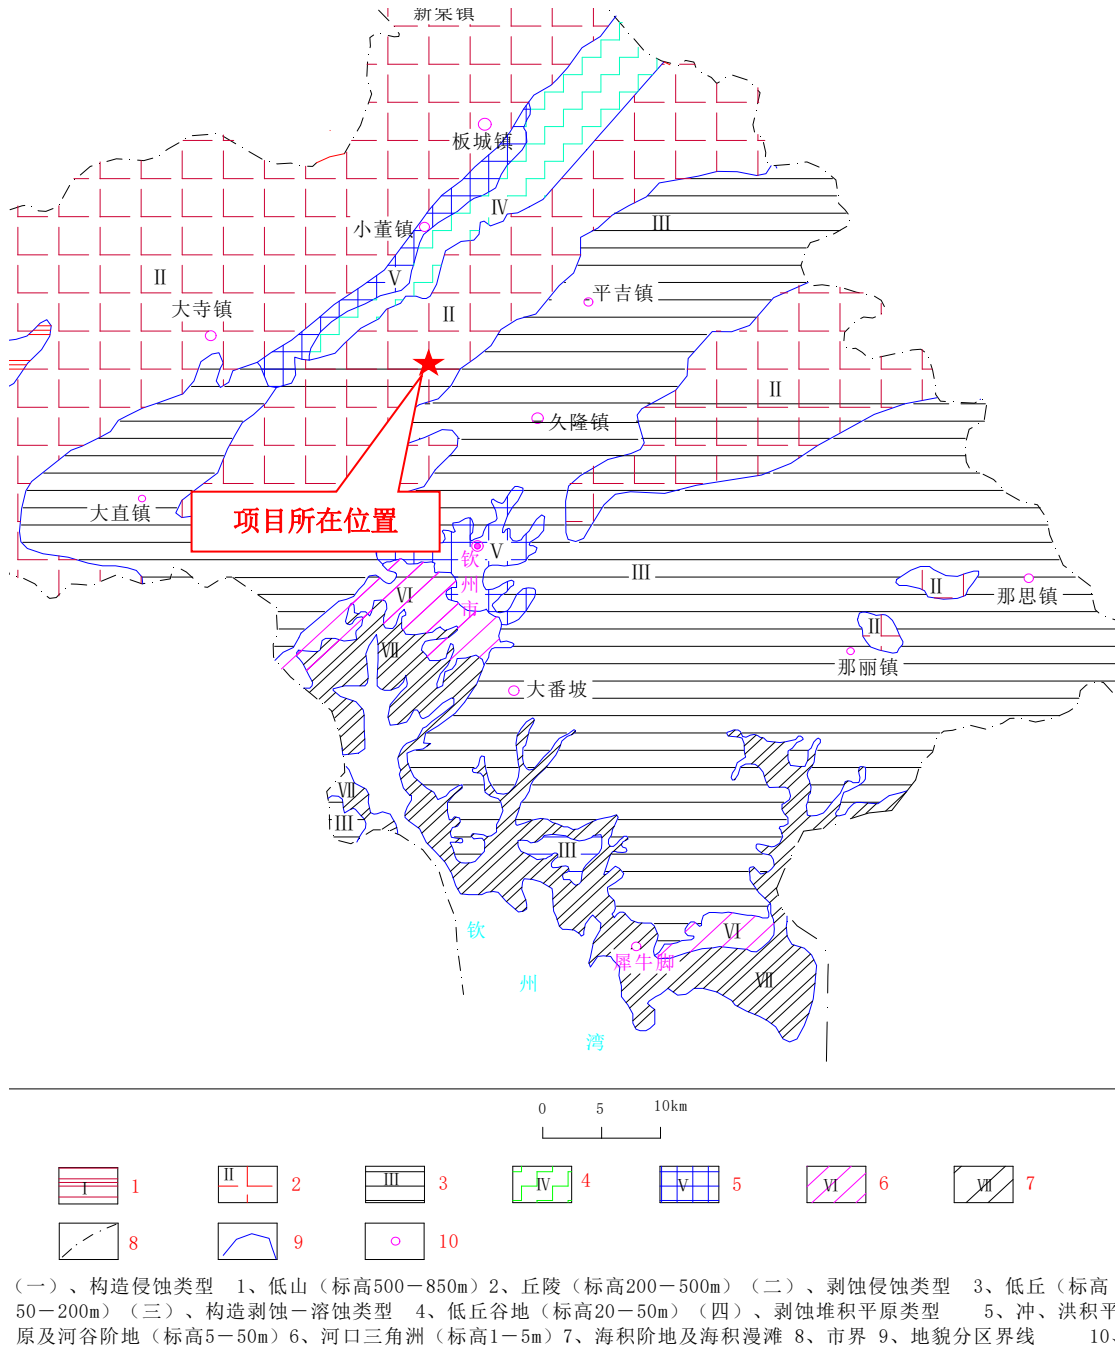 新棠镇
板城镇
Ⅳ
小董镇
Ⅲ
Ⅴ
Ⅱ
平吉镇
大寺镇
Ⅱ
Ⅱ
久隆镇
大直镇
项目所在位置
Ⅴ
钦州市
Ⅲ
Ⅱ
那思镇
Ⅵ
Ⅱ
Ⅶ
那丽镇
大番坡
Ⅶ
Ⅲ
Ⅲ
钦
Ⅵ
犀牛脚
州
Ⅶ
湾
0 5 10km
Ⅰ 1 Ⅱ 2 Ⅲ 3 Ⅳ 4 Ⅴ 5 Ⅵ 6 Ⅶ 7
8 9 10
(一)、构造侵蚀类型 1、低山(标高500－850m)2、丘陵(标高200－500m)(二)、剥蚀侵蚀类型 3、低丘(标高
50－200m)(三)、构造剥蚀－溶蚀类型 4、低丘谷地(标高20－50m)(四)、剥蚀堆积平原类型 5、冲、洪积平
原及河谷阶地(标高5－50m)6、河口三角洲(标高1－5m)7、海积阶地及海积漫滩 8、市界 9、地貌分区界线 10、